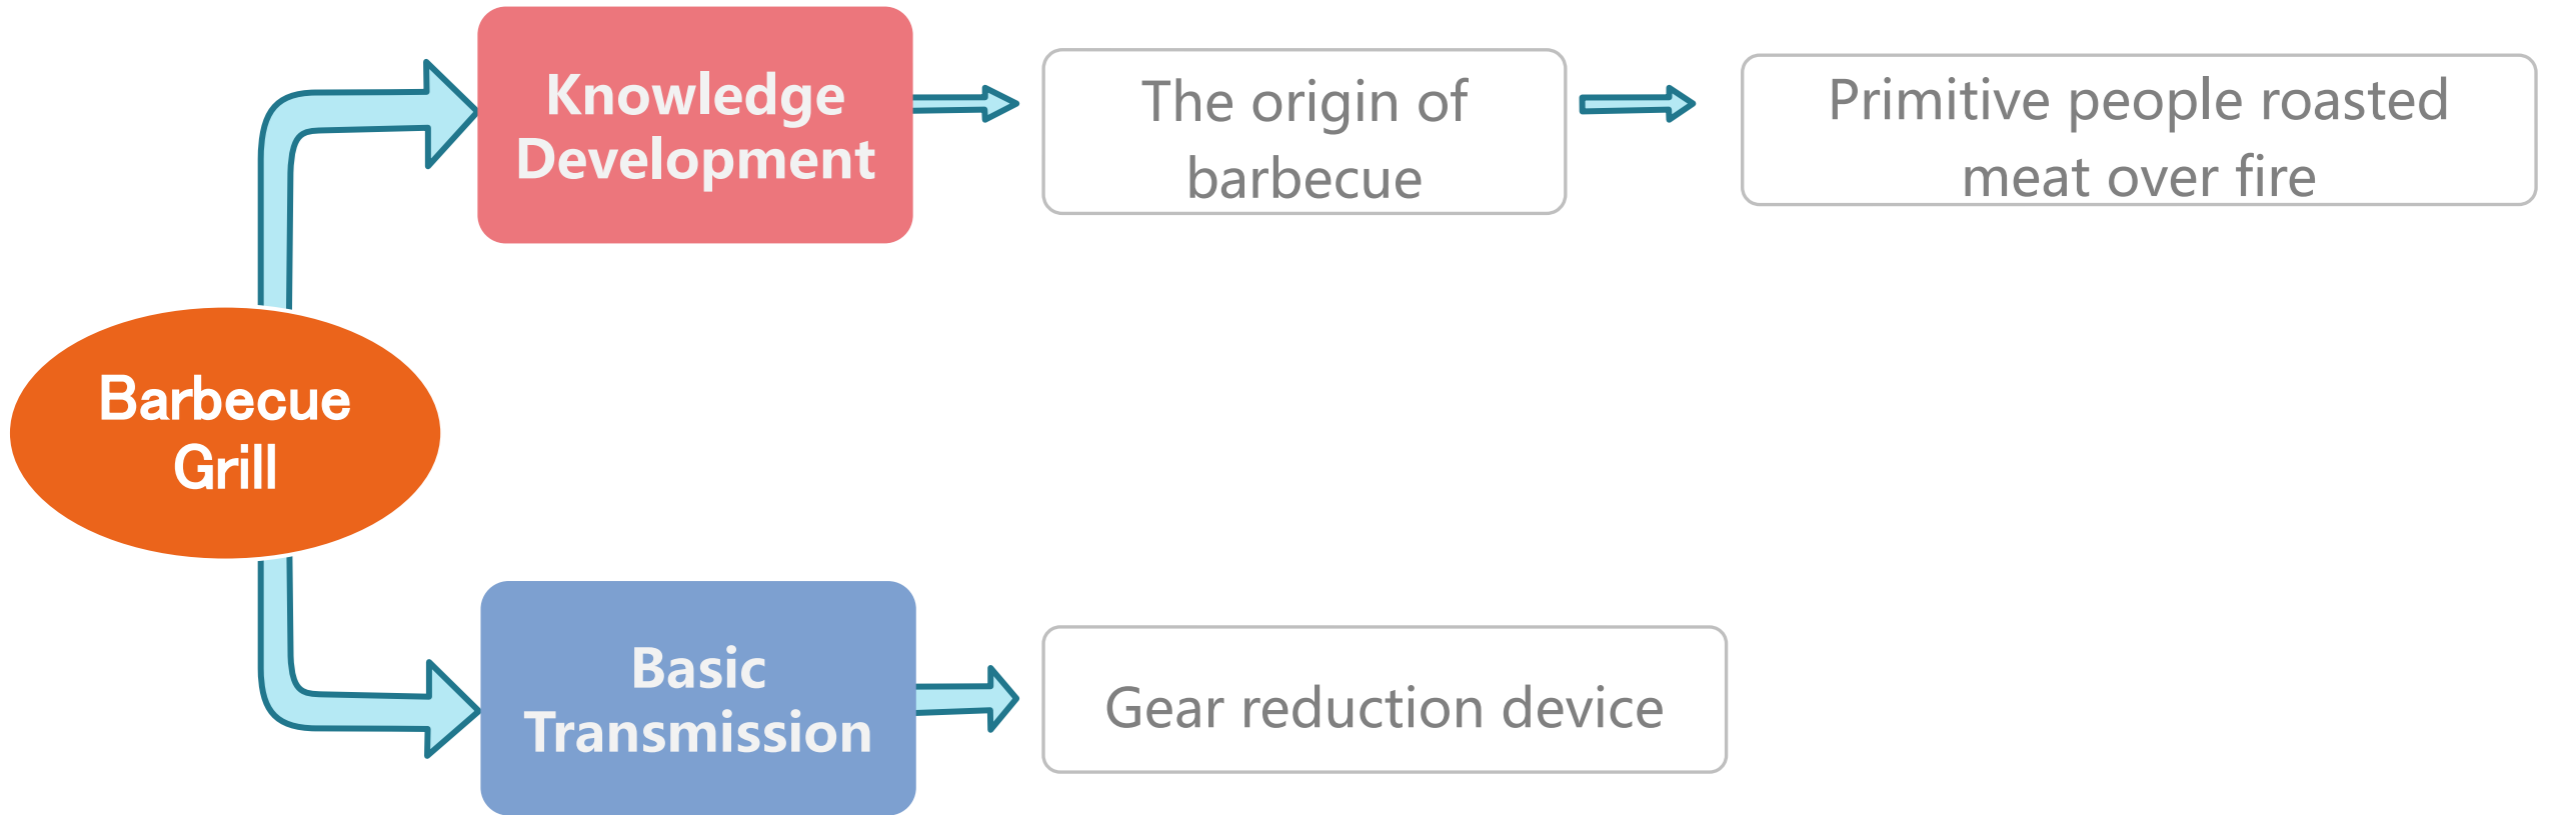 Knowledge
Development
The origin of
barbecue
Primitive people roasted
meat over fire
Barbecue
Grill
Basic
Transmission
Gear reduction device